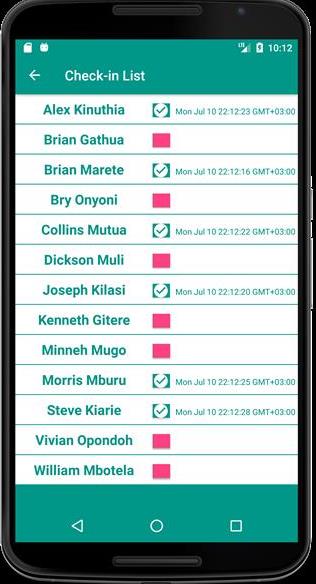 10:12
Check-in List
Alex Kinuthia Mon Jul 10 22:12:23 GMT+03:00
Brian Gathua
Brian Marete Mon Jul 10 22:12:16 GMT+03:00
Bry Onyoni
Collins Mutua Mon Jul 10 22:12:22 GMT+03:00
Dickson Muli
Joseph Kilasi Mon Jul 10 22:12:20 GMT+03:00
Kenneth Gitere
Minneh Mugo
Morris Mburu Mon Jul 10 22:12:25 GMT+03:00
Steve Kiarie Mon Jul 10 22:12:28 GMT+03:00
Vivian Opondoh
William Mbotela